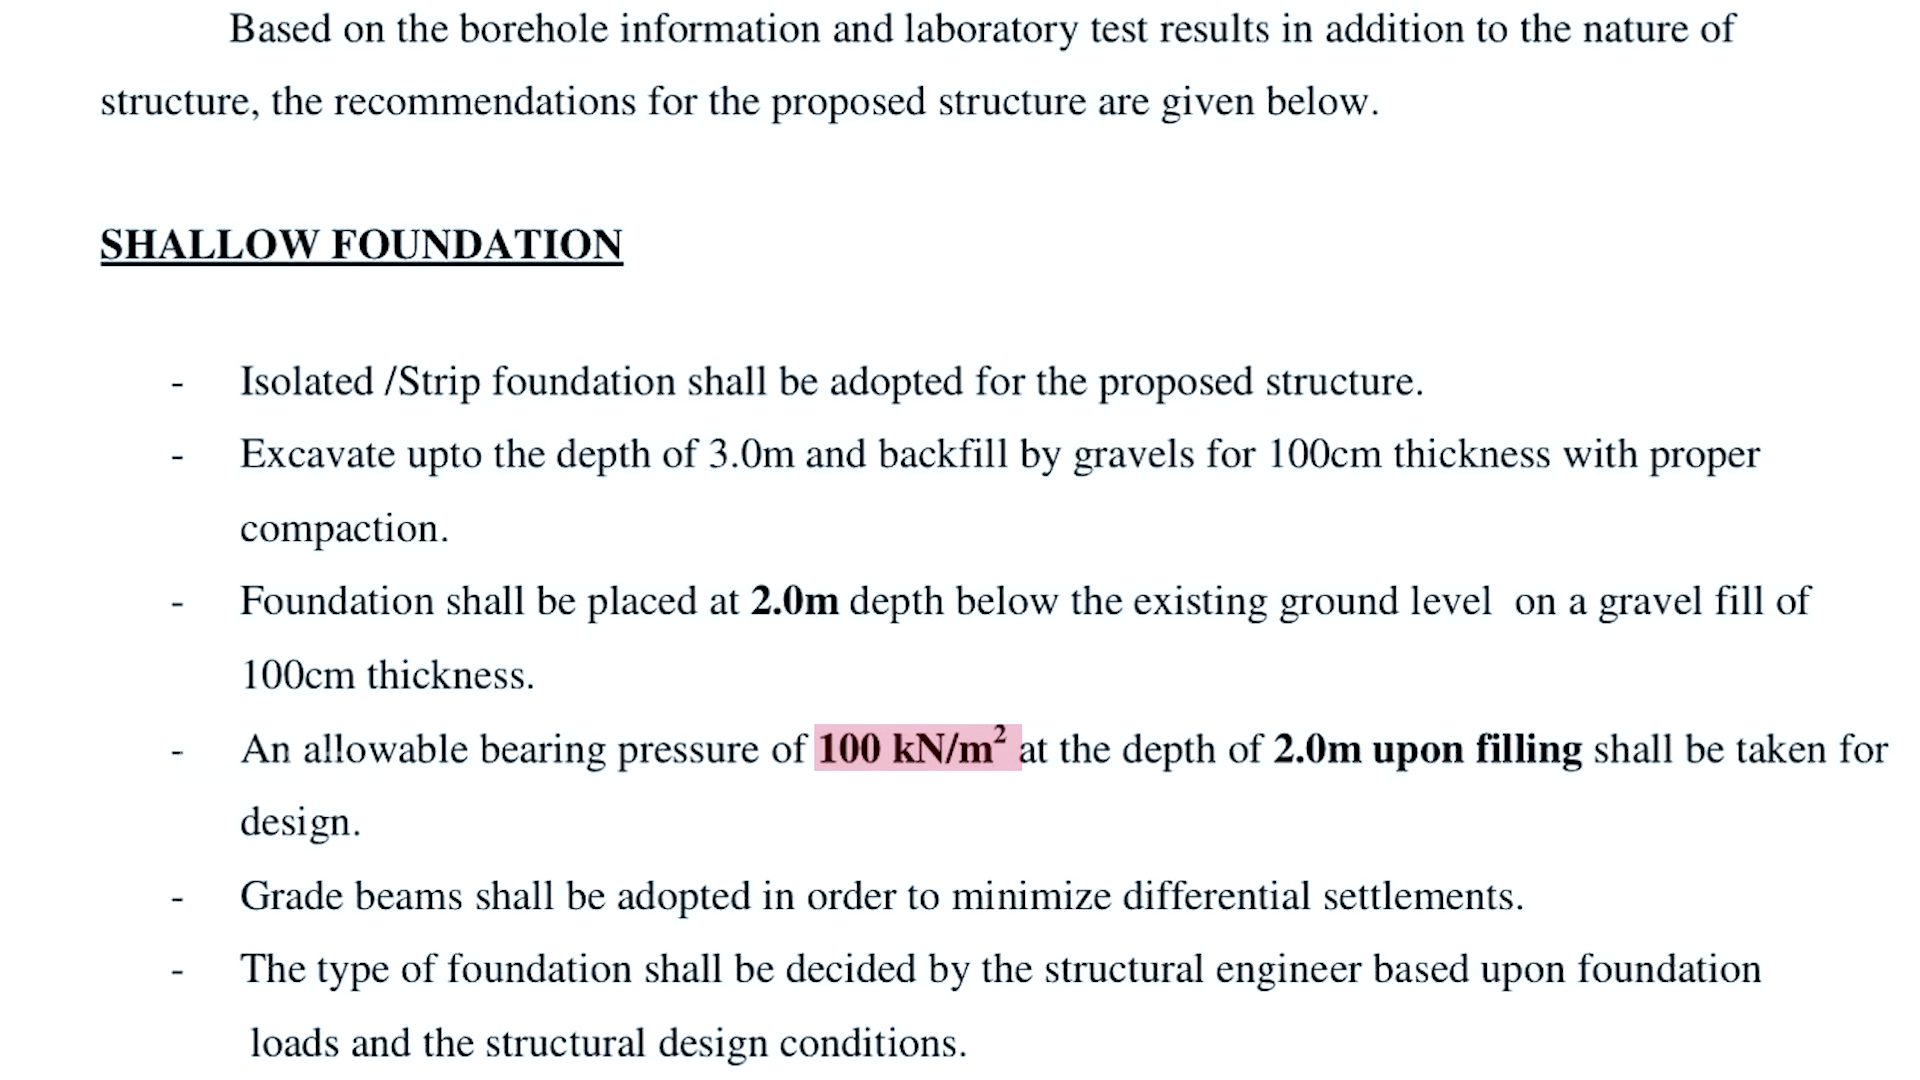 Based on the borehole information and laboratory test results in addition to the nature of
structure, the recommendations for the proposed structure are given below.
SHALLOW FOUNDATION
- Isolated /Strip foundation shall be adopted for the proposed structure.
- Excavate upto the depth of 3.0m and backfill by gravels for 100cm thickness with proper
compaction.
- Foundation shall be placed at 2.0m depth below the existing ground level on a gravel fill of
100cm thickness.
- An allowable bearing pressure of 100 kN/m² at the depth of 2.0m upon filling shall be taken for
design.
- Grade beams shall be adopted in order to minimize differential settlements.
- The type of foundation shall be decided by the structural engineer based upon foundation
loads and the structural design conditions.